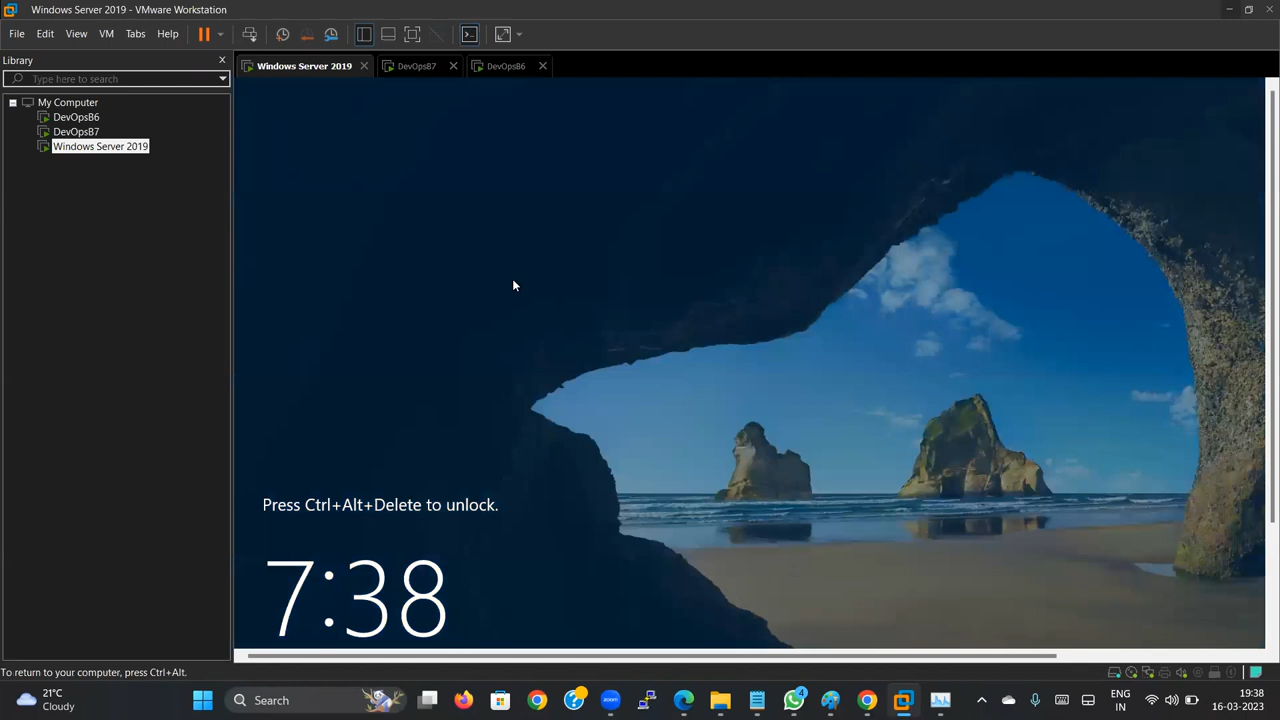 Windows Server 2019 - VMware Workstation
File Edit View VM Tabs Help
Library
Type here to search
My Computer
DevOpsB6
DevOpsB7
Windows Server 2019
Windows Server 2019 DevOpsB7 DevOpsB6
Press Ctrl+Alt+Delete to unlock.
7:38
To return to your computer, press Ctrl+Alt.
21°C
Cloudy
Search
4
ENG
IN
19:38
16-03-2023